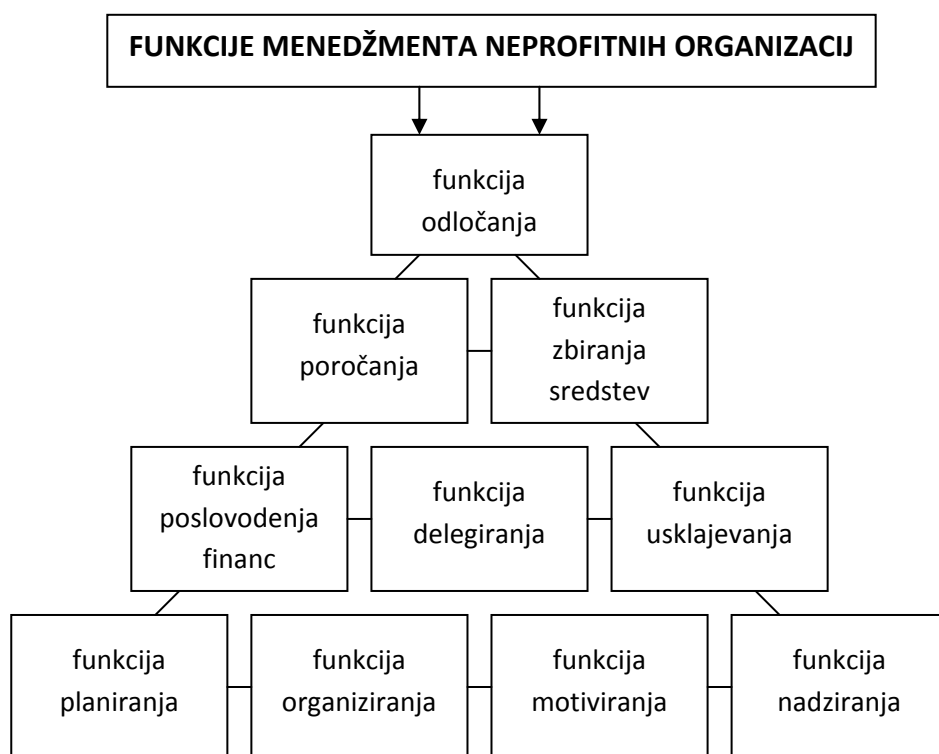 FUNKCIJE MENEDŽMENTA NEPROFITNIH ORGANIZACIJ
funkcija
odločanja
funkcija
poročanja
funkcija
zbiranja
sredstev
funkcija
poslovodenja
financ
funkcija
delegiranja
funkcija
usklajevanja
funkcija
planiranja
funkcija
organiziranja
funkcija
motiviranja
funkcija
nadziranja